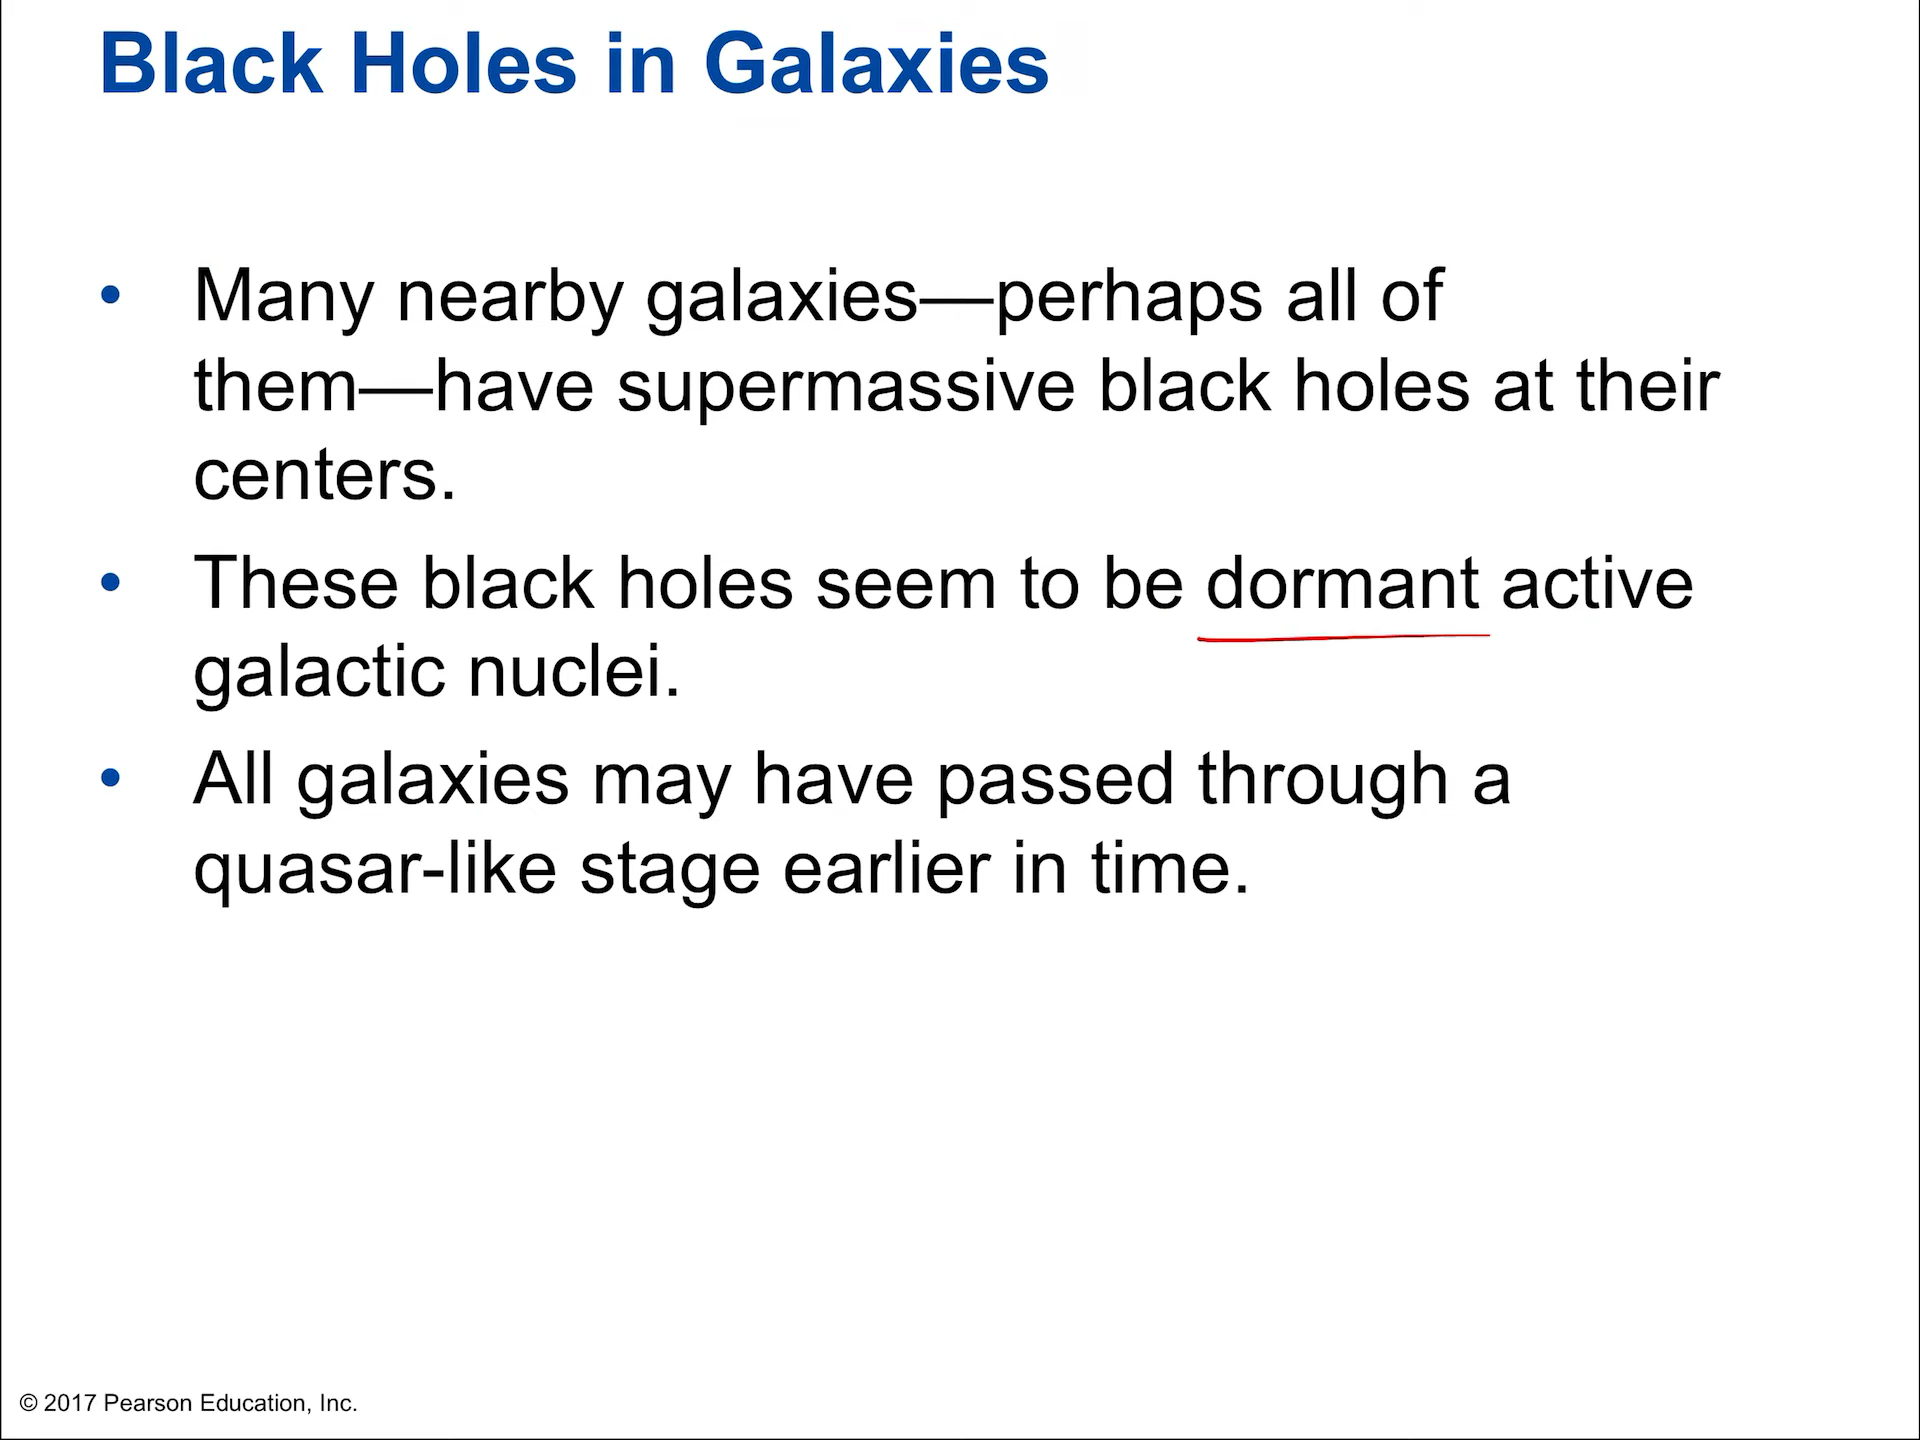 Black Holes in Galaxies
• Many nearby galaxies—perhaps all of
them—have supermassive black holes at their
centers.
• These black holes seem to be dormant active
galactic nuclei.
• All galaxies may have passed through a
quasar-like stage earlier in time.
© 2017 Pearson Education, Inc.